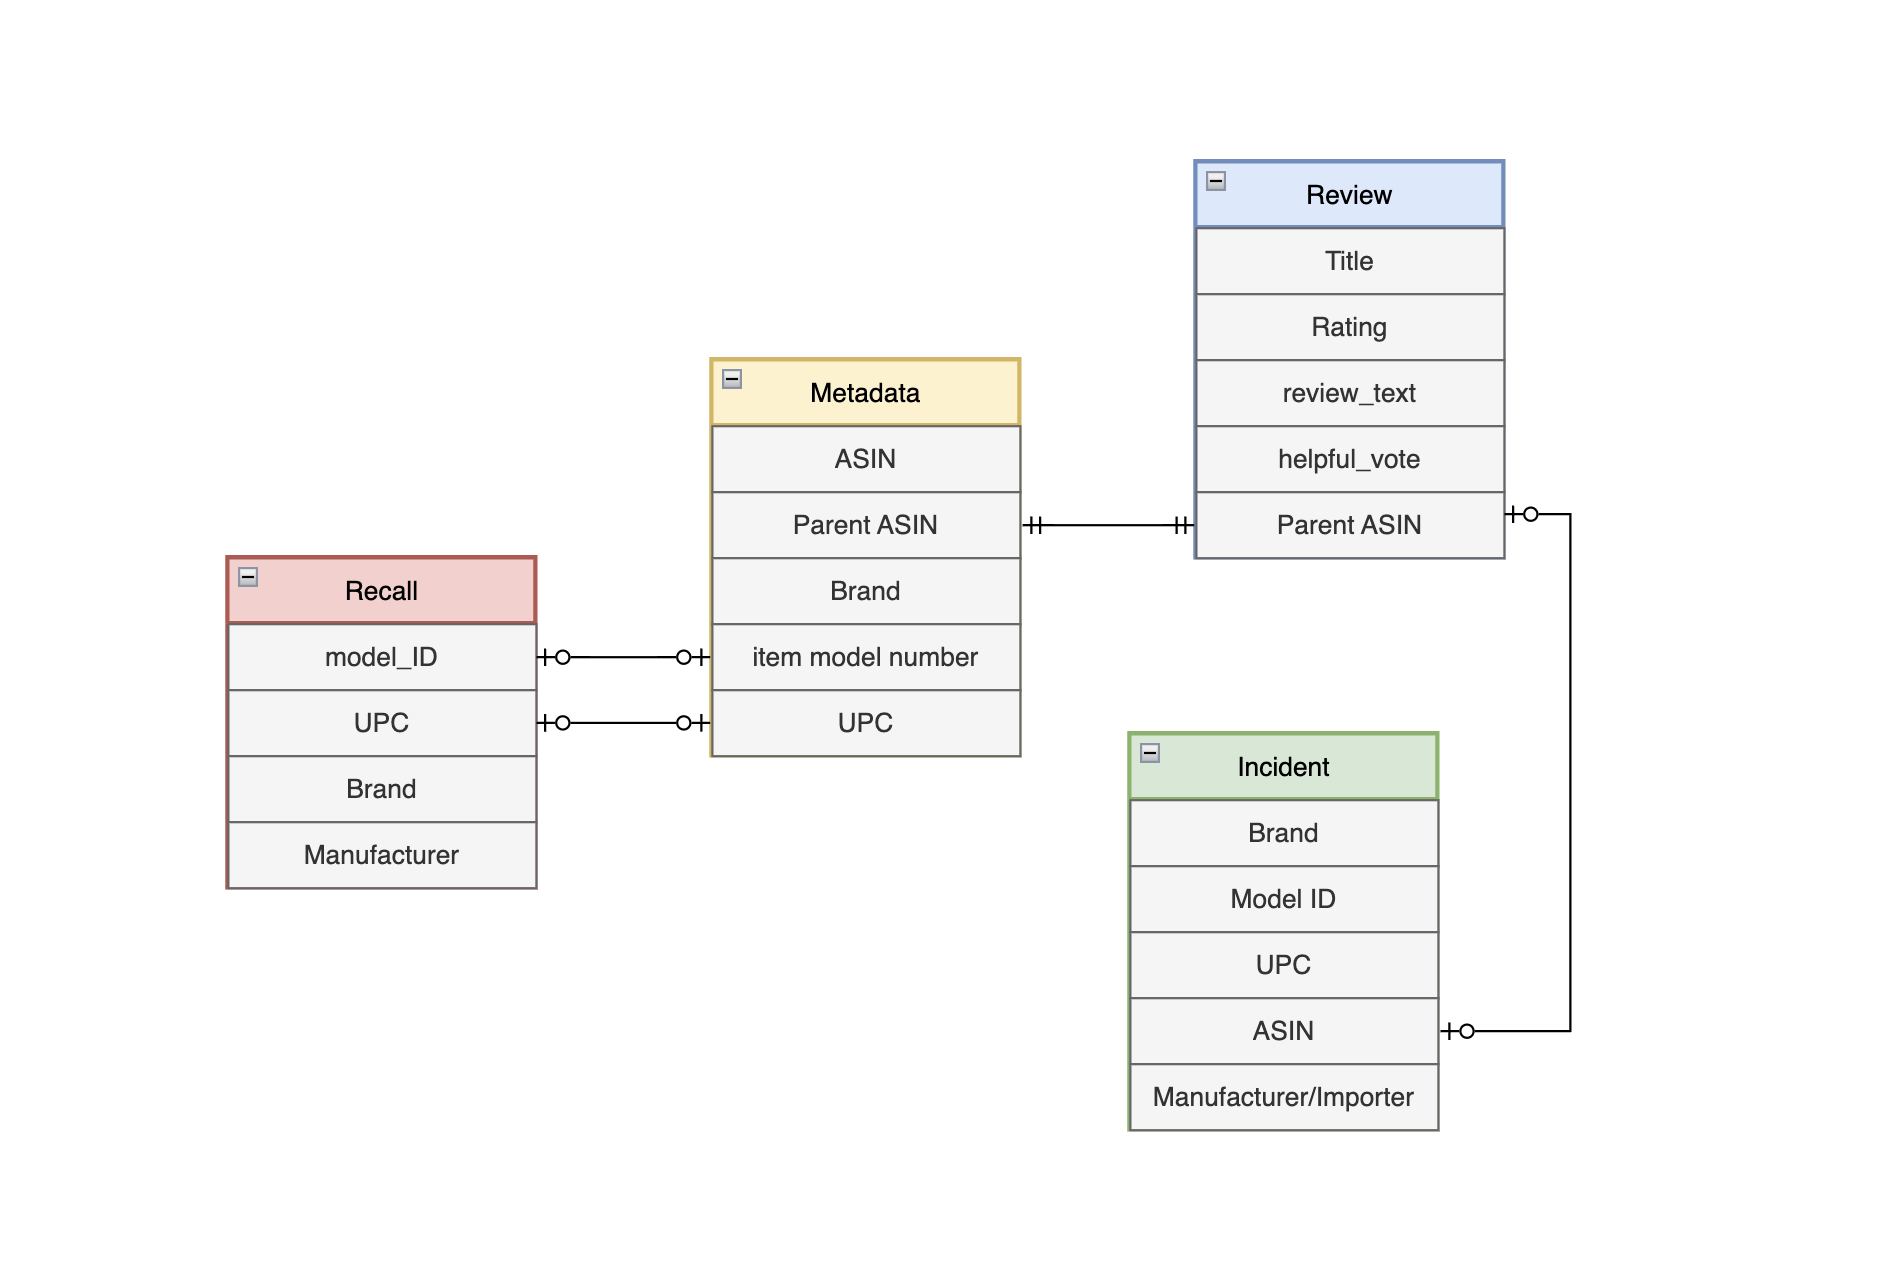 Review
Title
Rating
review_text
helpful_vote
Parent ASIN
Metadata
ASIN
Parent ASIN
Brand
item model number
UPC
Recall
model_ID
UPC
Brand
Manufacturer
Incident
Brand
Model ID
UPC
ASIN
Manufacturer/Importer